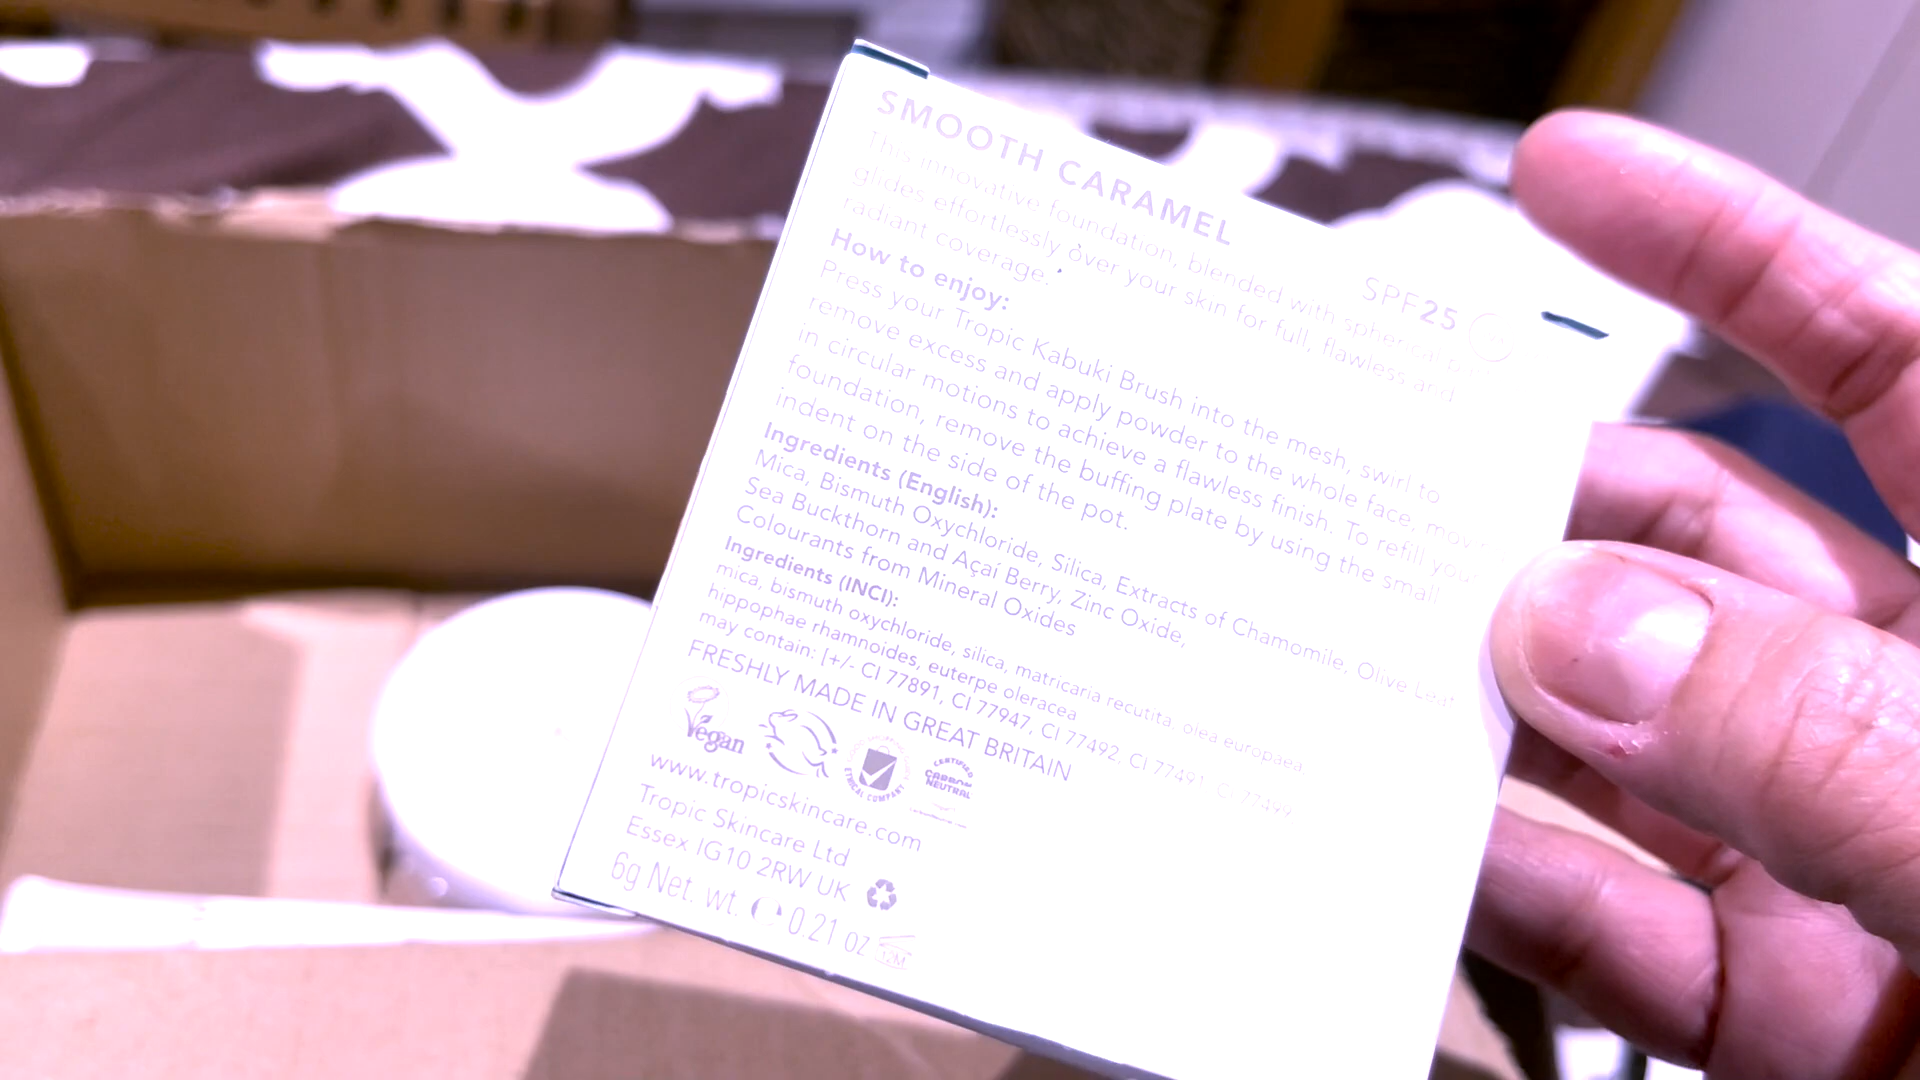 SMOOTH CARAMEL
SPF25
This innovative foundation, blended with spherical
glides effortlessly over your skin for full, flawless and
radiant coverage.
How to enjoy:
Press your Tropic Kabuki Brush into the mesh, swirl to
remove excess and apply powder to the whole face, mov
in circular motions to achieve a flawless finish. To refill your
foundation, remove the buffing plate by using the small
indent on the side of the pot.
Ingredients (English):
Mica, Bismuth Oxychloride, Silica, Extracts of Chamomile, Olive Leaf
Sea Buckthorn and Açaí Berry, Zinc Oxide,
Colourants from Mineral Oxides
Ingredients (INCI):
mica, bismuth oxychloride, silica, matricaria recutita, olea europaea,
hippophae rhamnoides, euterpe oleracea
may contain: [+/- CI 77891, CI 77947, CI 77492, CI 77491, CI 77499
FRESHLY MADE IN GREAT BRITAIN
Vegan
ETHICAL COMPANY
CERTIFIED
CARBON
NEUTRAL
www.tropicskincare.com
Tropic Skincare Ltd
Essex IG10 2RW UK
6g Net. wt. e 0.21 oz
12M